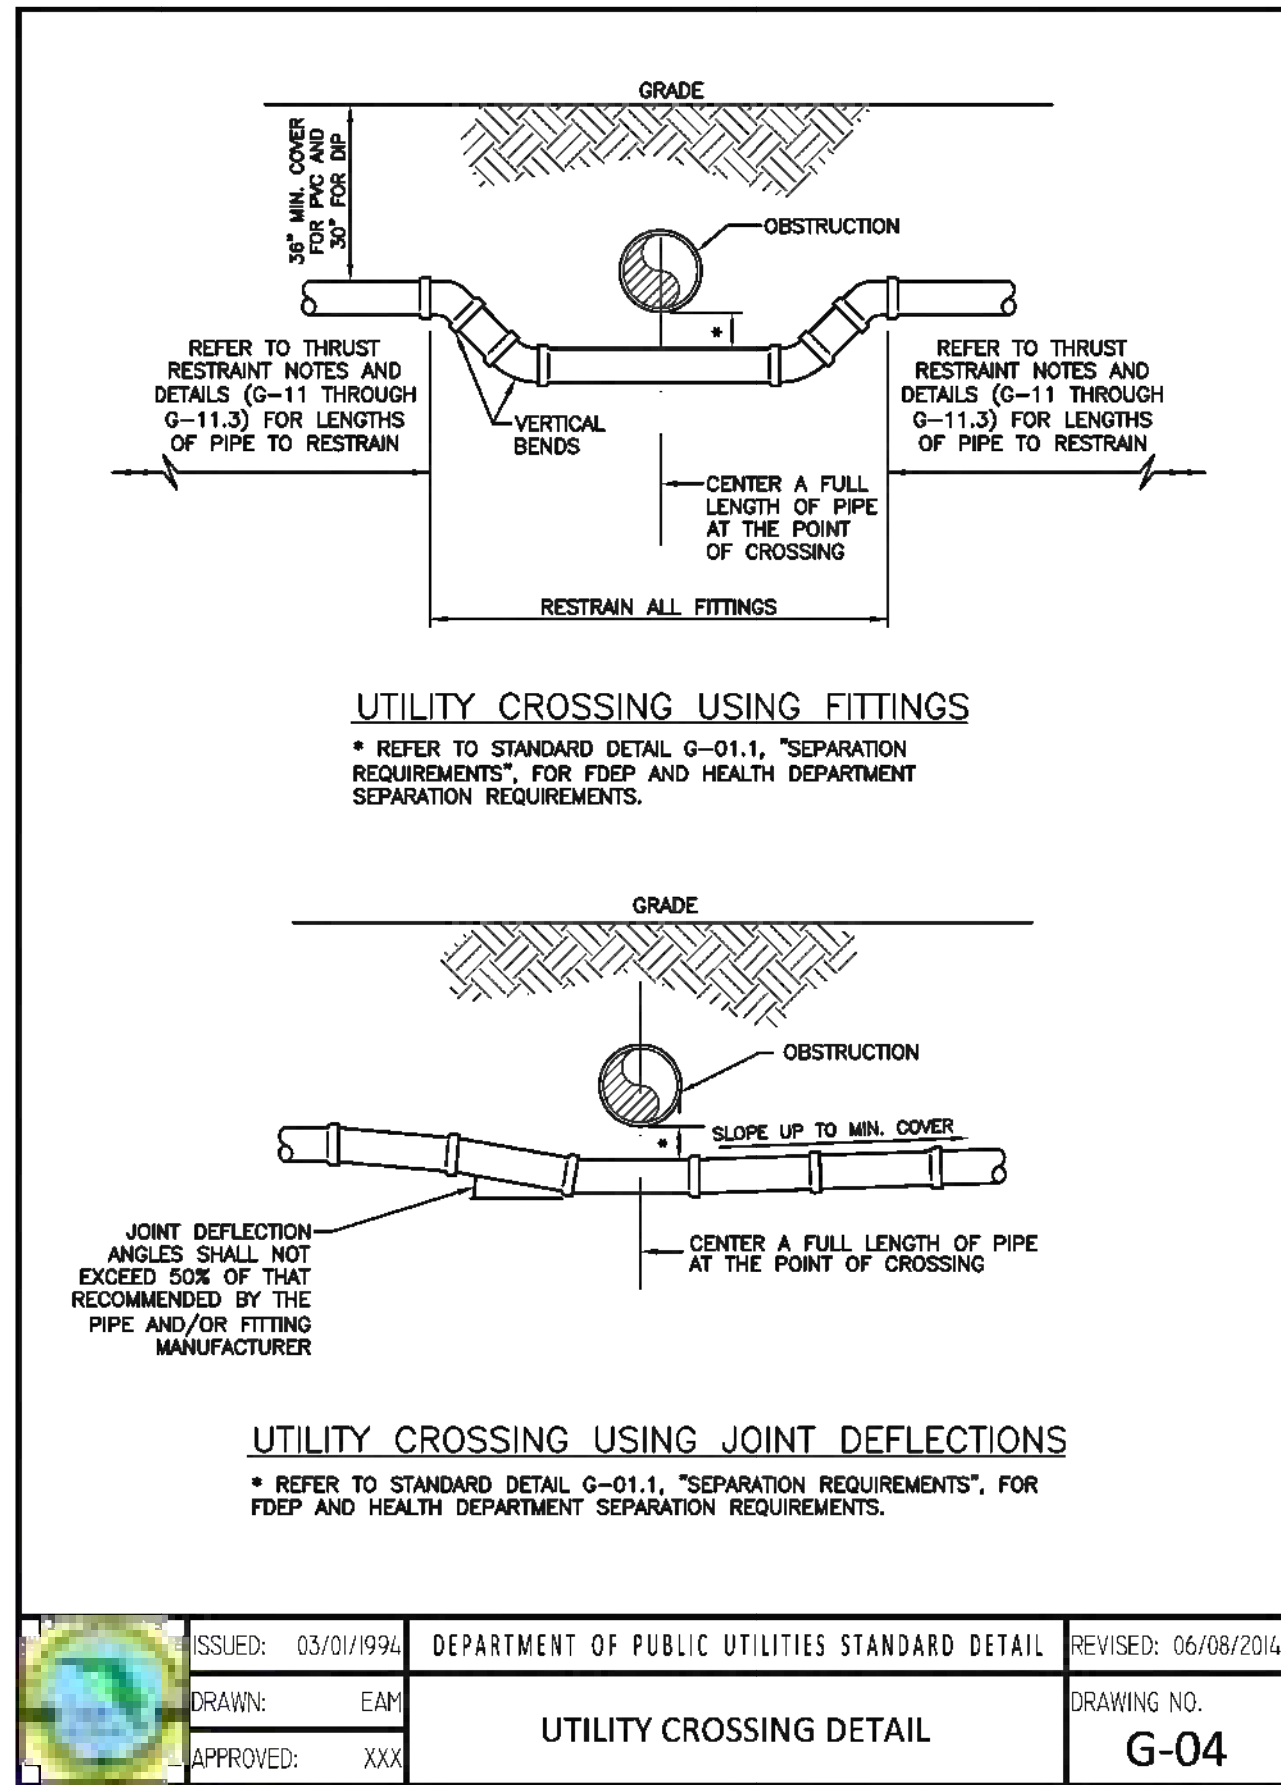 GRADE
36" MIN. COVER
FOR PVC AND
30" FOR DIP
OBSTRUCTION
*
REFER TO THRUST
RESTRAINT NOTES AND
DETAILS (G-11 THROUGH
G-11.3) FOR LENGTHS
OF PIPE TO RESTRAIN
VERTICAL
BENDS
REFER TO THRUST
RESTRAINT NOTES AND
DETAILS (G-11 THROUGH
G-11.3) FOR LENGTHS
OF PIPE TO RESTRAIN
CENTER A FULL
LENGTH OF PIPE
AT THE POINT
OF CROSSING
RESTRAIN ALL FITTINGS
UTILITY CROSSING USING FITTINGS
* REFER TO STANDARD DETAIL G-01.1, "SEPARATION
REQUIREMENTS", FOR FDEP AND HEALTH DEPARTMENT
SEPARATION REQUIREMENTS.
GRADE
OBSTRUCTION
*
SLOPE UP TO MIN. COVER
JOINT DEFLECTION
ANGLES SHALL NOT
EXCEED 50% OF THAT
RECOMMENDED BY THE
PIPE AND/OR FITTING
MANUFACTURER
CENTER A FULL LENGTH OF PIPE
AT THE POINT OF CROSSING
UTILITY CROSSING USING JOINT DEFLECTIONS
* REFER TO STANDARD DETAIL G-01.1, "SEPARATION REQUIREMENTS", FOR
FDEP AND HEALTH DEPARTMENT SEPARATION REQUIREMENTS.
ISSUED: 03/01/1994
DRAWN: EAM
APPROVED: XXX
DEPARTMENT OF PUBLIC UTILITIES STANDARD DETAIL
UTILITY CROSSING DETAIL
REVISED: 06/08/2014
DRAWING NO.
G-04